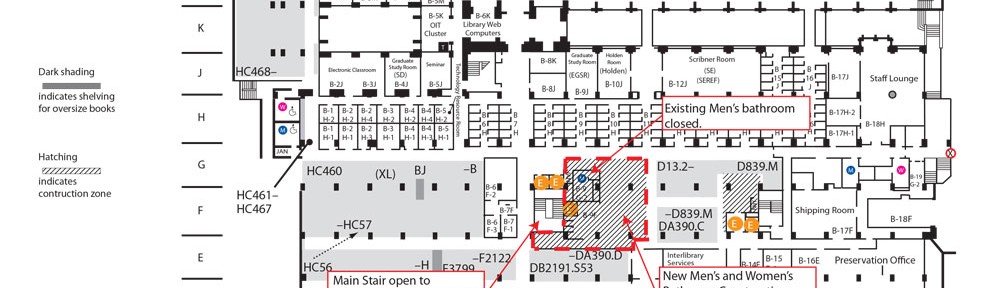 B-5M
B-5K
OIT
Cluster
B-6K
Library Web
Computers
K
Dark shading
indicates shelving
for oversize books
J
HC468–
Electronic Classroom
B-2J
B-3J
Graduate
Study Room
(SD)
B-4J
Seminar
B-5J
Technology Resource Room
B-8K
B-8J
Graduate
Study Room
(EGSR)
B-9J
Holden
Room
(Holden)
B-10J
Scribner Room
(SE)
(SEREF)
B-12J
B-17J
Staff Lounge
H
W
M
JAN
B-1
H-2
B-2
H-2
B-2
H-4
B-3
H-2
B-4
H-2
B-4
H-4
B-5
H-2
B-1
H-1
B-2
H-1
B-2
H-3
B-3
H-1
B-4
H-1
B-4
H-3
B-5
H-1
Existing Men's bathroom
closed.
B-17H-2
B-17H-1
B-18H
Hatching
indicates
contruction zone
G
HC460
(XL)
BJ
–B
HC461–
HC467
B-6
F-2
E E
M
D13.2–
D839.M
M
W
B-19
G-2
F
–HC57
B-7F
B-6
F-3
B-7
F-1
B-9F
–D839.M
DA390.C
E E
Shipping Room
B-17F
B-18F
E
HC56
–H
F3799
–F2122
–DA390.D
DB2191.S53
Interlibrary
Services
B-14E
B-15
B-16E
Preservation Office
Main Stair open to
New Men's and Women's